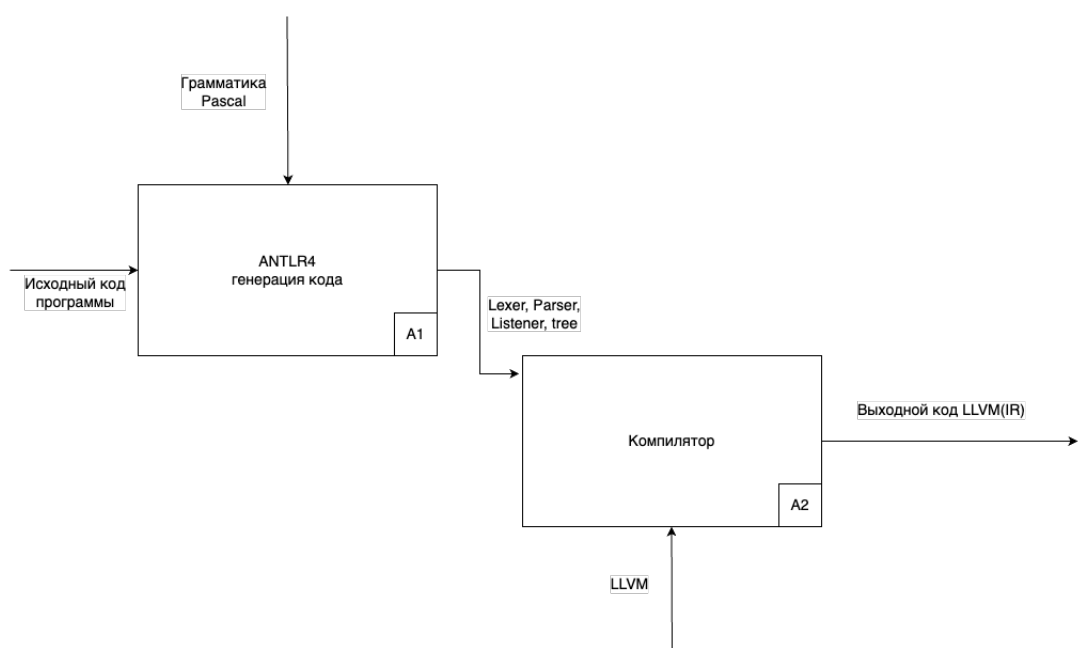 Грамматика
Pascal
ANTLR4
генерация кода
Исходный код
программы
A1
Lexer, Parser,
Listener, tree
Выходной код LLVM(IR)
Компилятор
A2
LLVM